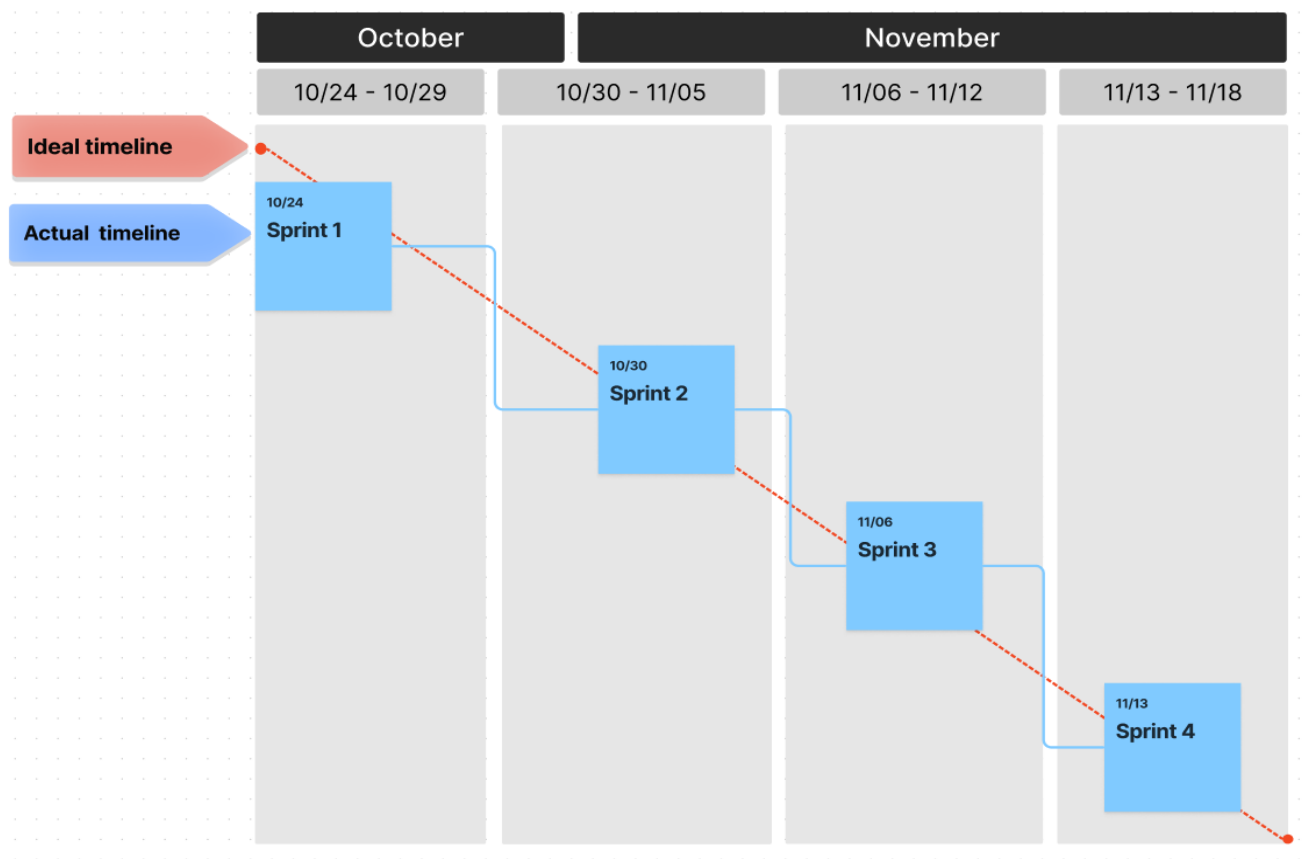 October
November
10/24 - 10/29
10/30 - 11/05
11/06 - 11/12
11/13 - 11/18
Ideal timeline
Actual timeline
10/24
Sprint 1
10/30
Sprint 2
11/06
Sprint 3
11/13
Sprint 4